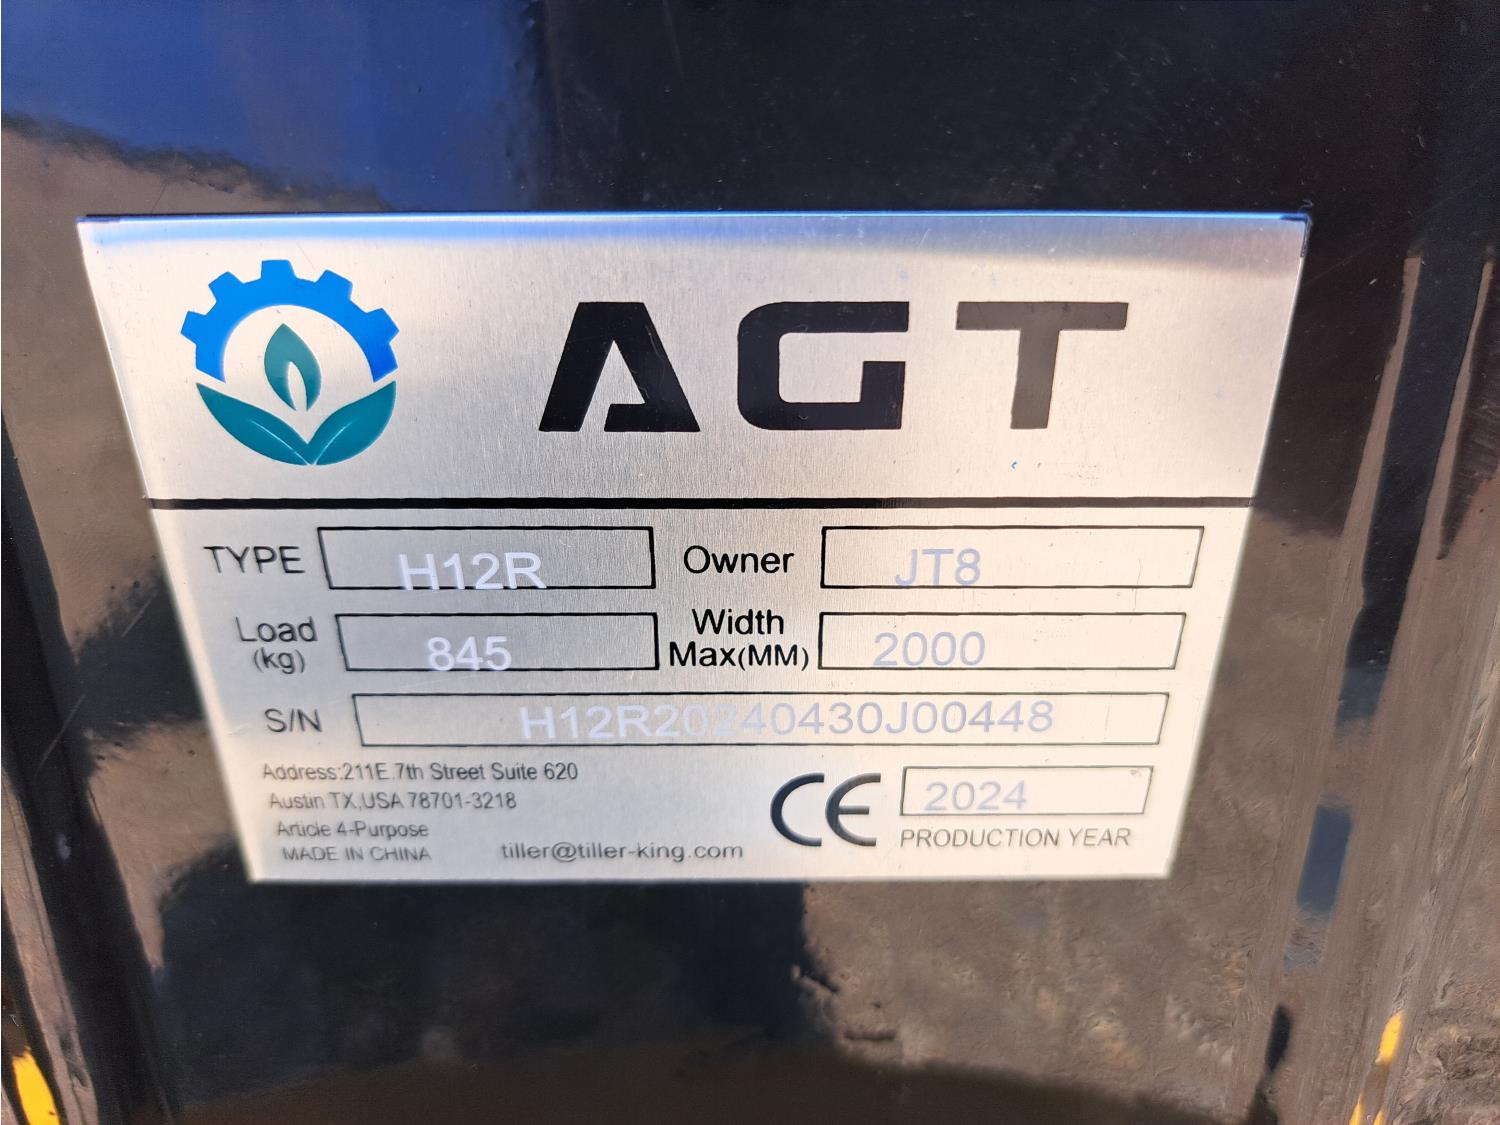 AGT
TYPE H12R Owner JT8
Load (kg) 845 Width Max(MM) 2000
S/N H12R20240430J00448
Address:211E.7th Street Suite 620
Austin TX,USA 78701-3218
Article 4-Purpose
MADE IN CHINA tiller@tiller-king.com
CE 2024
PRODUCTION YEAR